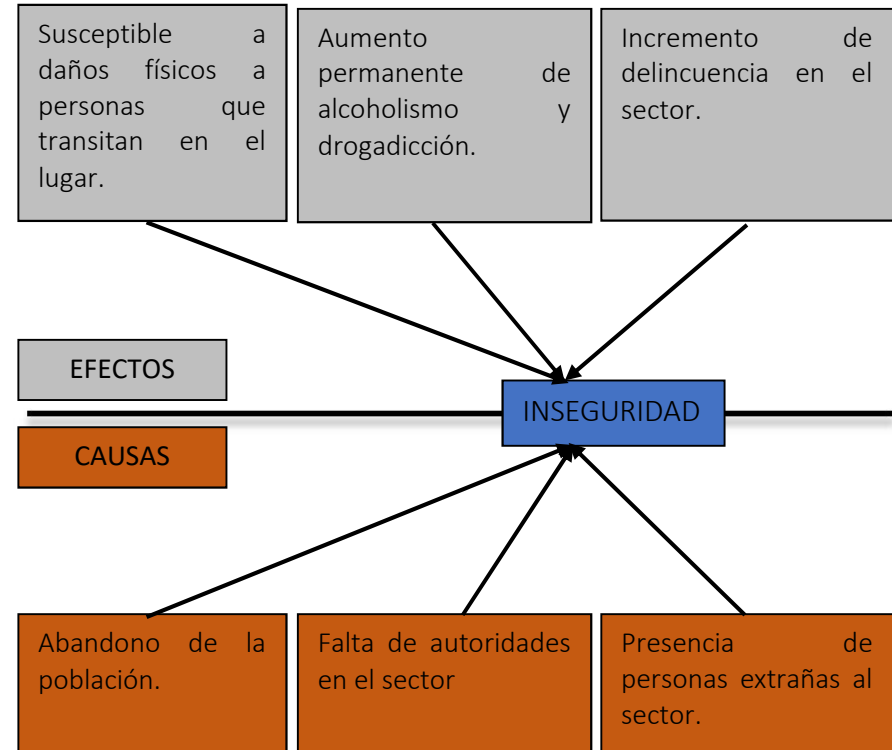 Susceptible a
daños físicos a
personas que
transitan en el
lugar.
Aumento
permanente de
alcoholismo y
drogadicción.
Incremento de
delincuencia en el
sector.
EFECTOS
INSEGURIDAD
CAUSAS
Abandono de la
población.
Falta de autoridades
en el sector
Presencia de
personas extrañas al
sector.